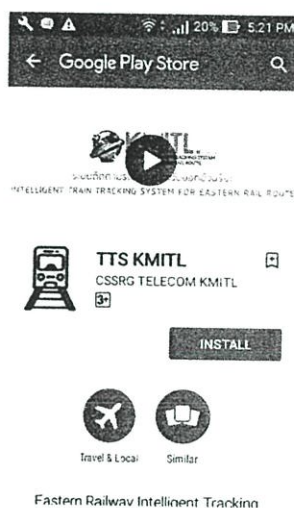 20% 5:21 PM
Google Play Store
KMITL
INTELLIGENT TRAIN TRACKING SYSTEM FOR EASTERN RAIL ROUTE
TTS KMITL
CSSRG TELECOM KMITL
3+
INSTALL
Travel & Local Similar
Eastern Railway Intelligent Tracking